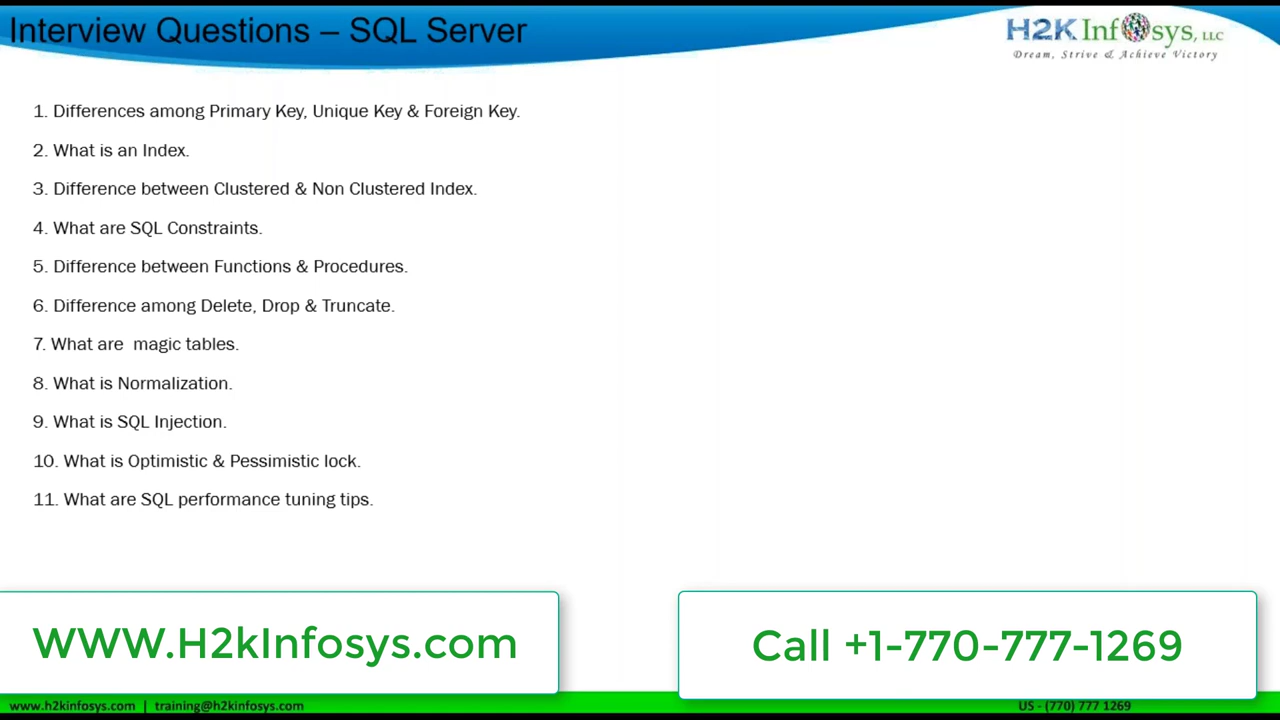 Interview Questions – SQL Server
H2K Infosys, LLC
Dream, Strive & Achieve Victory
1. Differences among Primary Key, Unique Key & Foreign Key.
2. What is an Index.
3. Difference between Clustered & Non Clustered Index.
4. What are SQL Constraints.
5. Difference between Functions & Procedures.
6. Difference among Delete, Drop & Truncate.
7. What are  magic tables.
8. What is Normalization.
9. What is SQL Injection.
10. What is Optimistic & Pessimistic lock.
11. What are SQL performance tuning tips.
WWW.H2kInfosys.com
Call +1-770-777-1269
www.h2kinfosys.com | training@h2kinfosys.com
US - (770) 777 1269